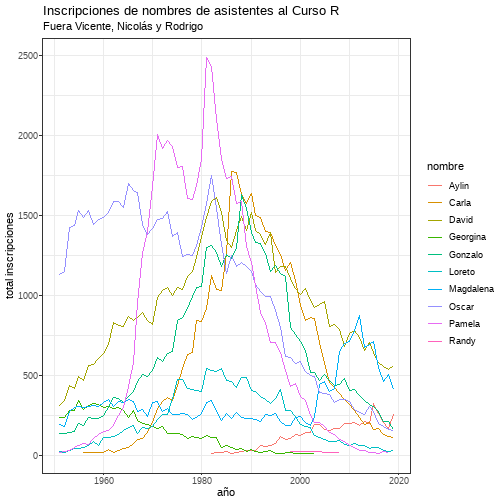 Inscripciones de nombres de asistentes al Curso R
Fuera Vicente, Nicolás y Rodrigo
total inscripciones
2500
2000
1500
1000
500
0
1960
1980
2000
2020
año
nombre
Aylin
Carla
David
Georgina
Gonzalo
Loreto
Magdalena
Oscar
Pamela
Randy